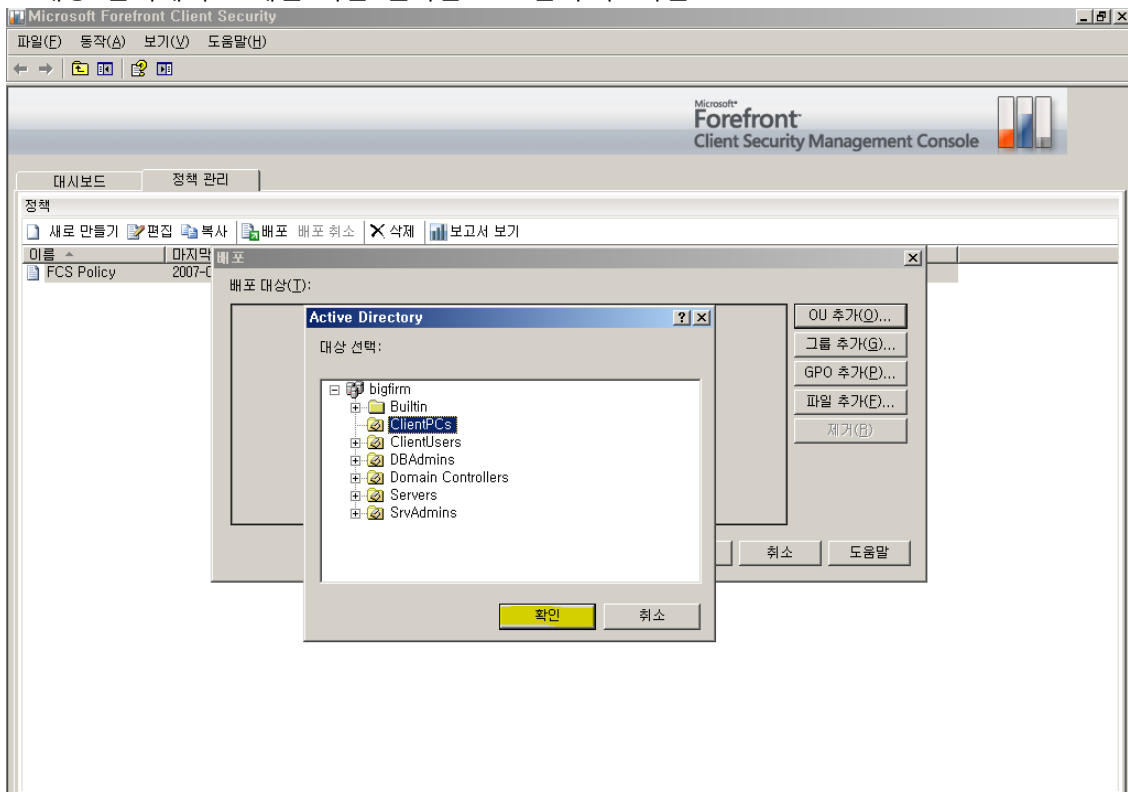 Microsoft Forefront Client Security
파일(F) 동작(A) 보기(V) 도움말(H)
Microsoft
Forefront
Client Security Management Console
대시보드 정책 관리
정책
새로 만들기 편집 복사 배포 배포 취소 삭제 보고서 보기
이름 마지막
FCS Policy 2007-0
배포
배포 대상(T):
OU 추가(O)...
그룹 추가(G)...
GPO 추가(P)...
파일 추가(F)...
제거(R)
취소 도움말
Active Directory
대상 선택:
bigfirm
Builtin
ClientPCs
ClientUsers
DBAdmins
Domain Controllers
Servers
SrvAdmins
확인 취소